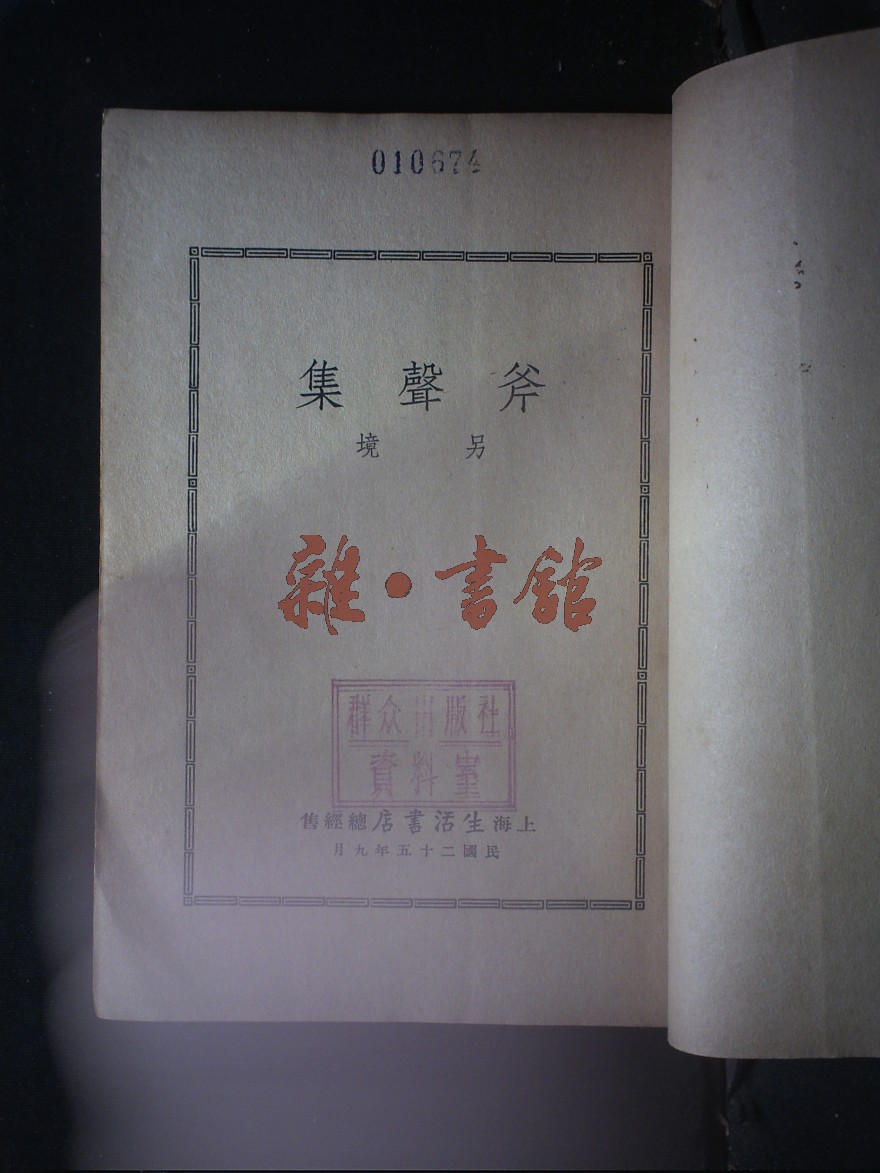 010674
斧聲集
另境
雜·書館
群众出版社
資料室
上海生活書店總經售
民國二十五年九月